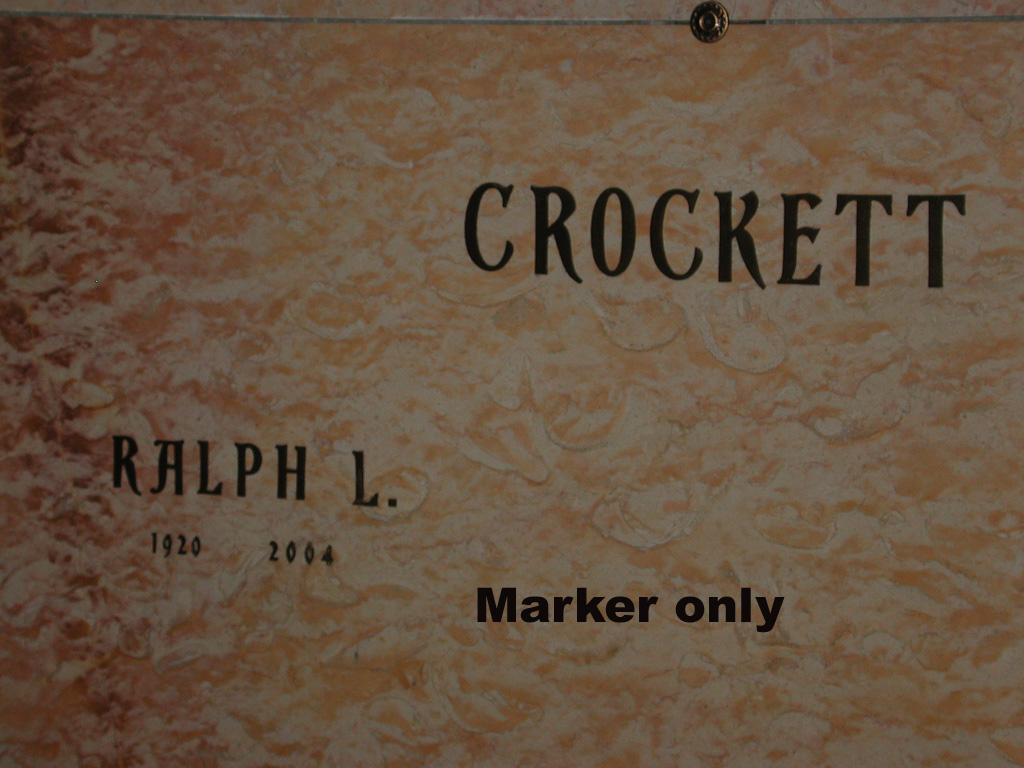 CROCKETT
RALPH L.
1920 2004
Marker only